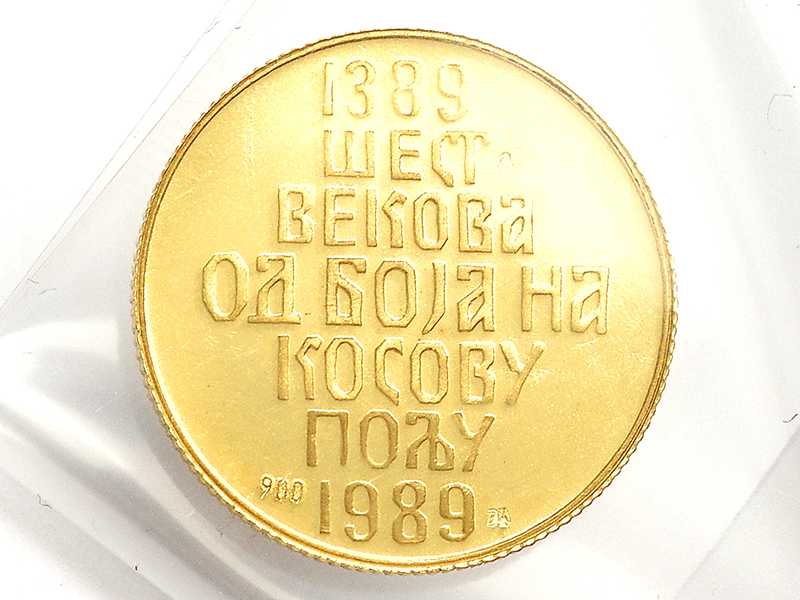 1389
ШЕСТ
ВЕКОВА
ОД БОЈА НА
КОСОВУ
ПОЉУ
900 1989